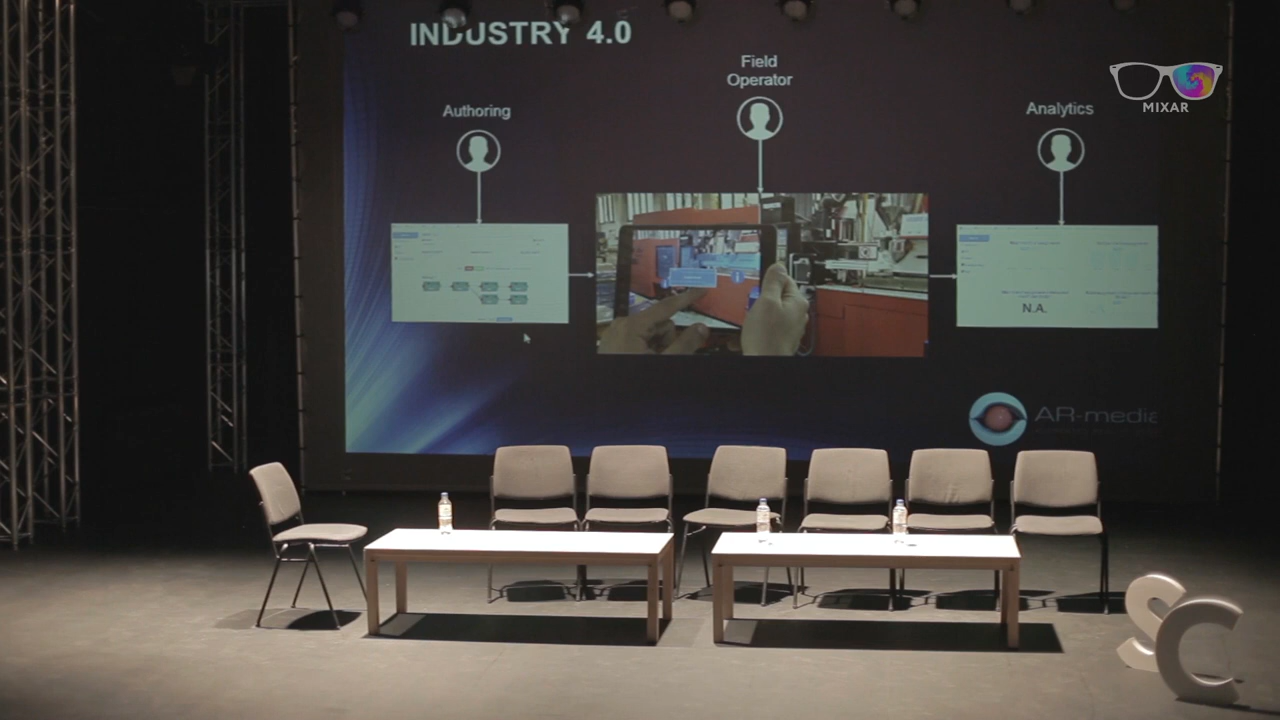 INDUSTRY 4.0
Field
Operator
Authoring
Analytics
MIXAR
N.A.
AR-media
SC